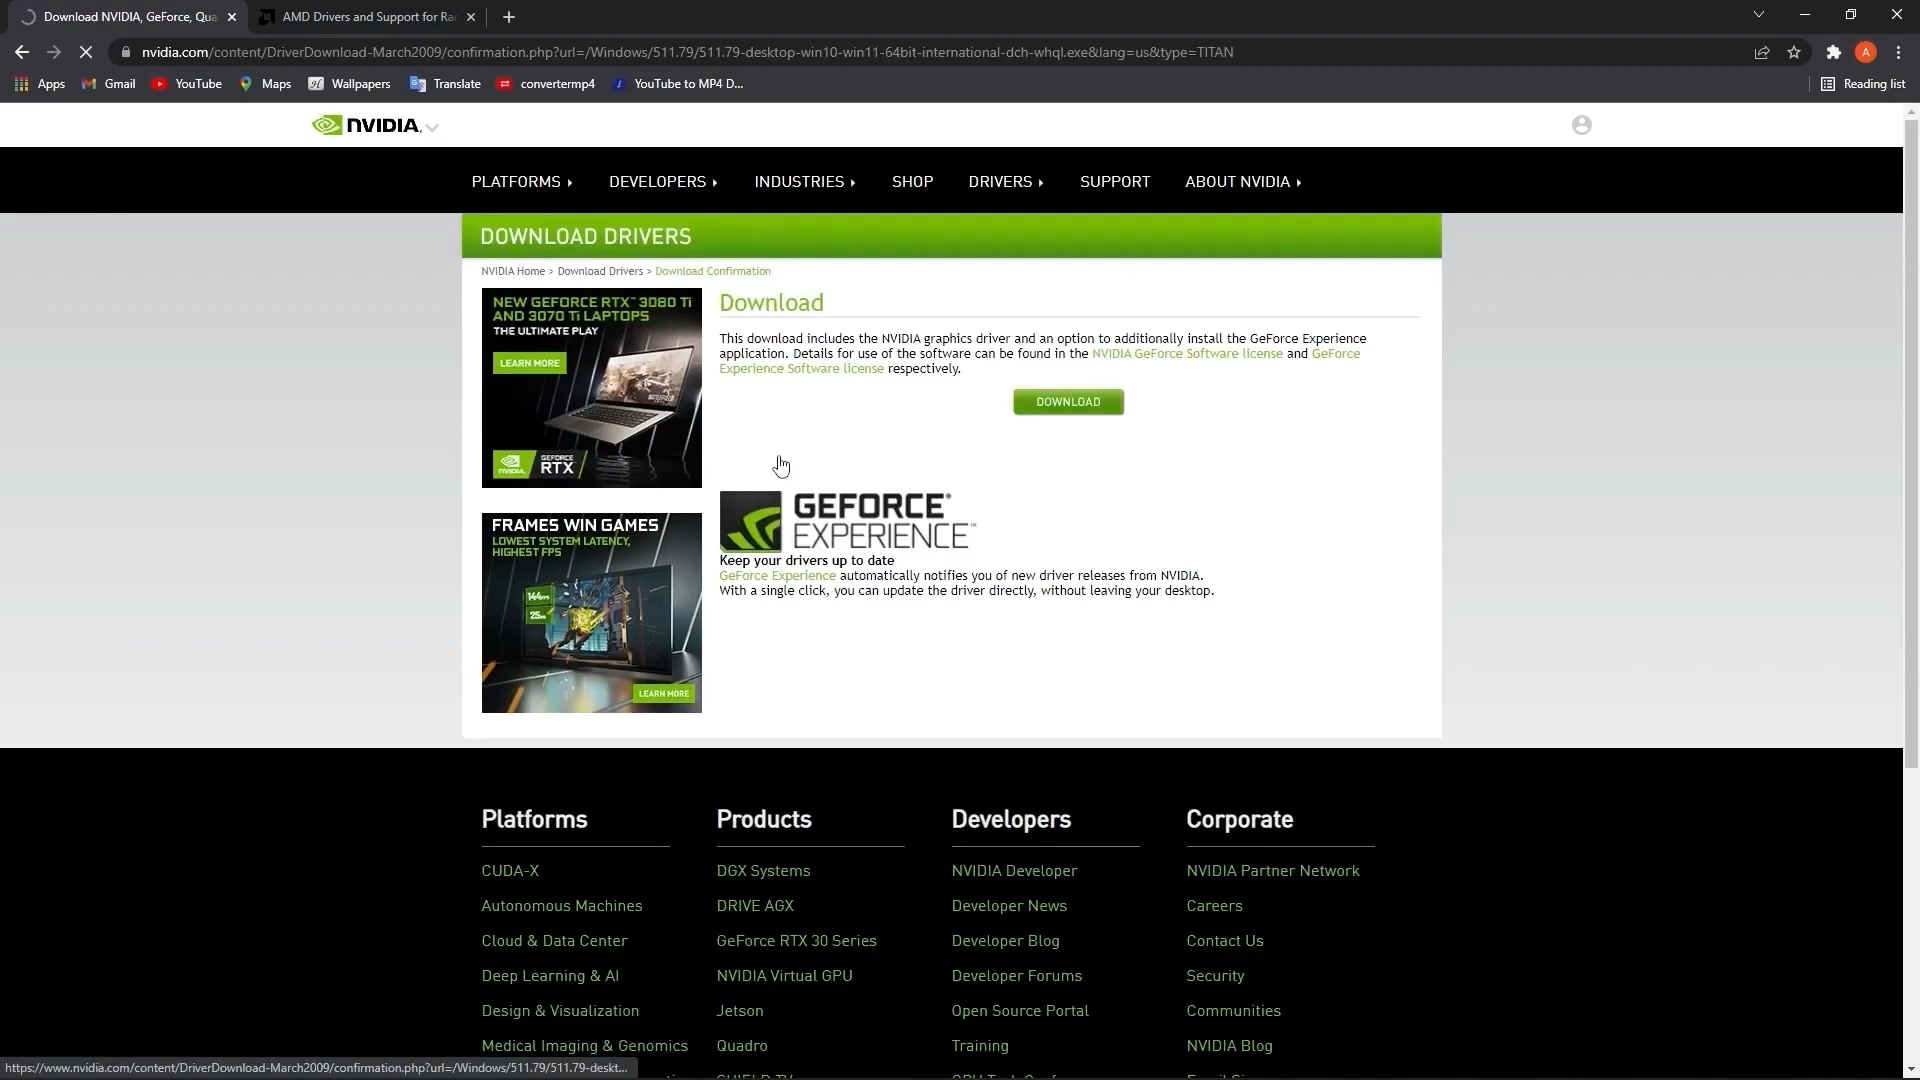 Download NVIDIA, GeForce, Qua
AMD Drivers and Support for Ra
nvidia.com/content/DriverDownload-March2009/confirmation.php?url=/Windows/511.79/511.79-desktop-win10-win11-64bit-international-dch-whql.exe&lang=us&type=TITAN
A
Apps
Gmail
YouTube
Maps
Wallpapers
Translate
convertermp4
YouTube to MP4 D...
Reading list
NVIDIA.
PLATFORMS
DEVELOPERS
INDUSTRIES
SHOP
DRIVERS
SUPPORT
ABOUT NVIDIA
DOWNLOAD DRIVERS
NVIDIA Home > Download Drivers > Download Confirmation
NEW GEFORCE RTX™ 3080 Ti
AND 3070 Ti LAPTOPS
THE ULTIMATE PLAY
LEARN MORE
NVIDIA.
GEFORCE
RTX
Download
This download includes the NVIDIA graphics driver and an option to additionally install the GeForce Experience
application. Details for use of the software can be found in the NVIDIA GeForce Software license and GeForce
Experience Software license respectively.
DOWNLOAD
FRAMES WIN GAMES
LOWEST SYSTEM LATENCY,
HIGHEST FPS
LEARN MORE
GEFORCE®
EXPERIENCE™
Keep your drivers up to date
GeForce Experience automatically notifies you of new driver releases from NVIDIA.
With a single click, you can update the driver directly, without leaving your desktop.
Platforms
CUDA-X
Autonomous Machines
Cloud & Data Center
Deep Learning & AI
Design & Visualization
Medical Imaging & Genomics
Products
DGX Systems
DRIVE AGX
GeForce RTX 30 Series
NVIDIA Virtual GPU
Jetson
Quadro
Developers
NVIDIA Developer
Developer News
Developer Blog
Developer Forums
Open Source Portal
Training
Corporate
NVIDIA Partner Network
Careers
Contact Us
Security
Communities
NVIDIA Blog
https://www.nvidia.com/content/DriverDownload-March2009/confirmation.php?url=/Windows/511.79/511.79-deskt...